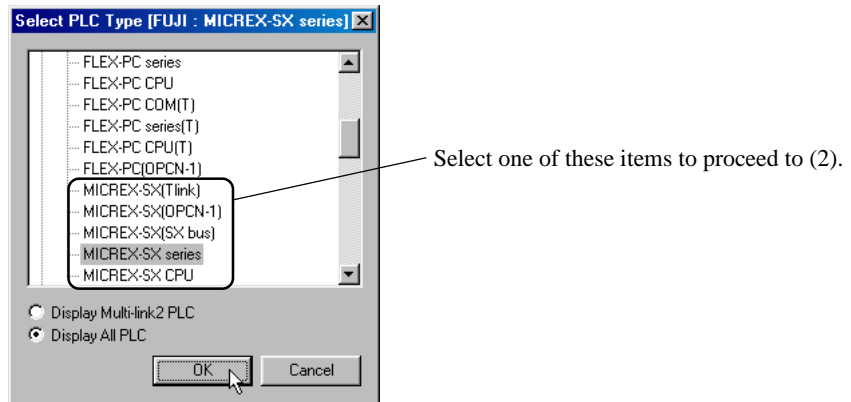 Select PLC Type [FUJI : MICREX-SX series]
FLEX-PC series
FLEX-PC CPU
FLEX-PC COM(T)
FLEX-PC series(T)
FLEX-PC CPU(T)
FLEX-PC(OPCN-1)
MICREX-SX(Tlink)
MICREX-SX(OPCN-1)
MICREX-SX(SX bus)
MICREX-SX series
MICREX-SX CPU
Select one of these items to proceed to (2).
Display Multi-link2 PLC
Display All PLC
OK
Cancel